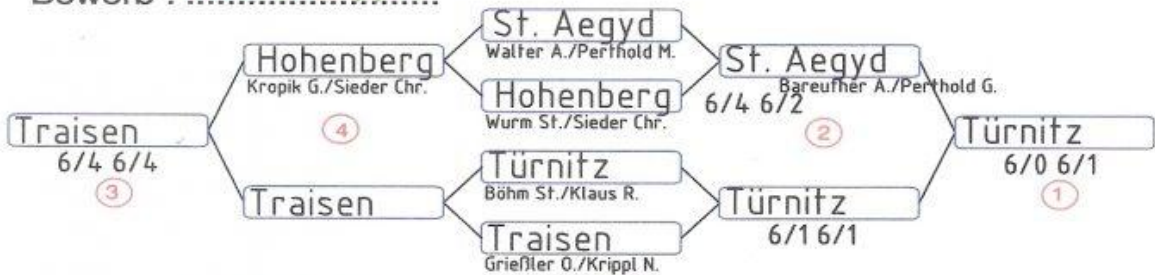 Bewerb : ..............................
St. Aegyd
Walter A./Perthold M.
Hohenberg
Kropik G./Sieder Chr.
St. Aegyd
Bareuther A./Perthold G.
6/4 6/2
Hohenberg
Wurm St./Sieder Chr.
4
2
Traisen
6/4 6/4
3
Türnitz
6/0 6/1
1
Türnitz
Böhm St./Klaus R.
Traisen
Türnitz
6/1 6/1
Traisen
Grießler O./Krippl N.